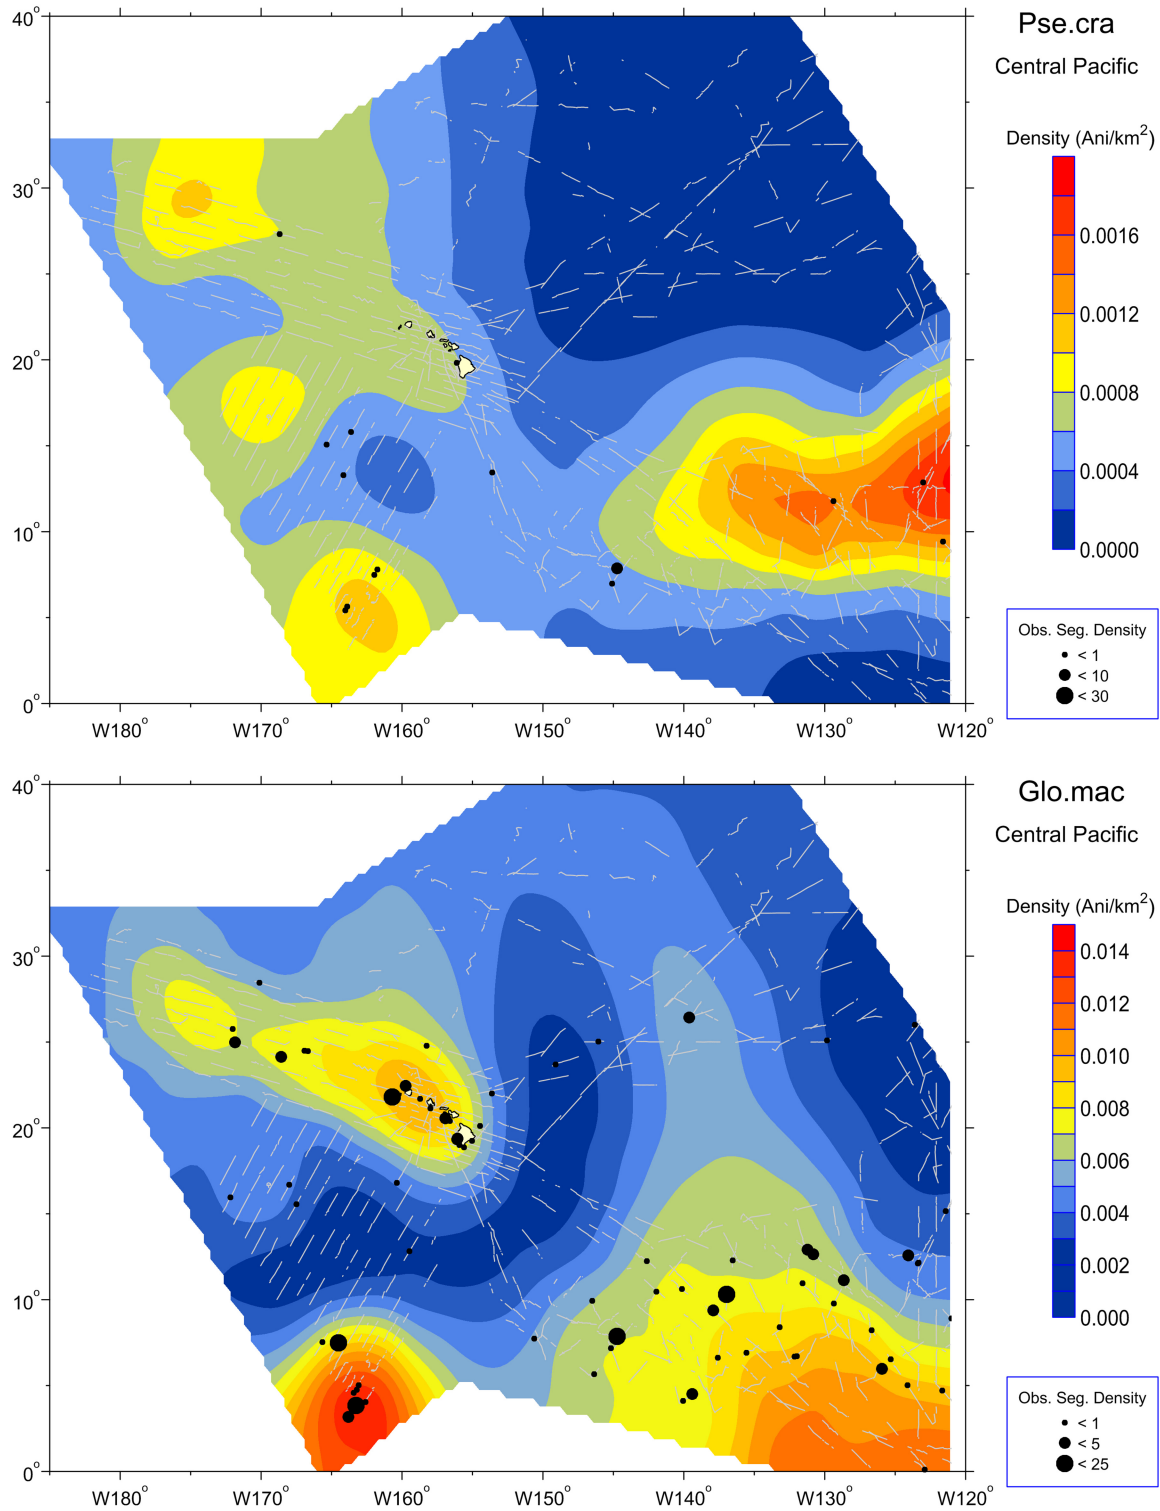 Pse.cra
Central Pacific
Density (Ani/km²)
0.0016
0.0012
0.0008
0.0004
0.0000
Obs. Seg. Density
< 1
< 10
< 30
40°
30°
20°
10°
0°
W180° W170° W160° W150° W140° W130° W120°
Glo.mac
Central Pacific
Density (Ani/km²)
0.014
0.012
0.010
0.008
0.006
0.004
0.002
0.000
Obs. Seg. Density
< 1
< 5
< 25
40°
30°
20°
10°
0°
W180° W170° W160° W150° W140° W130° W120°